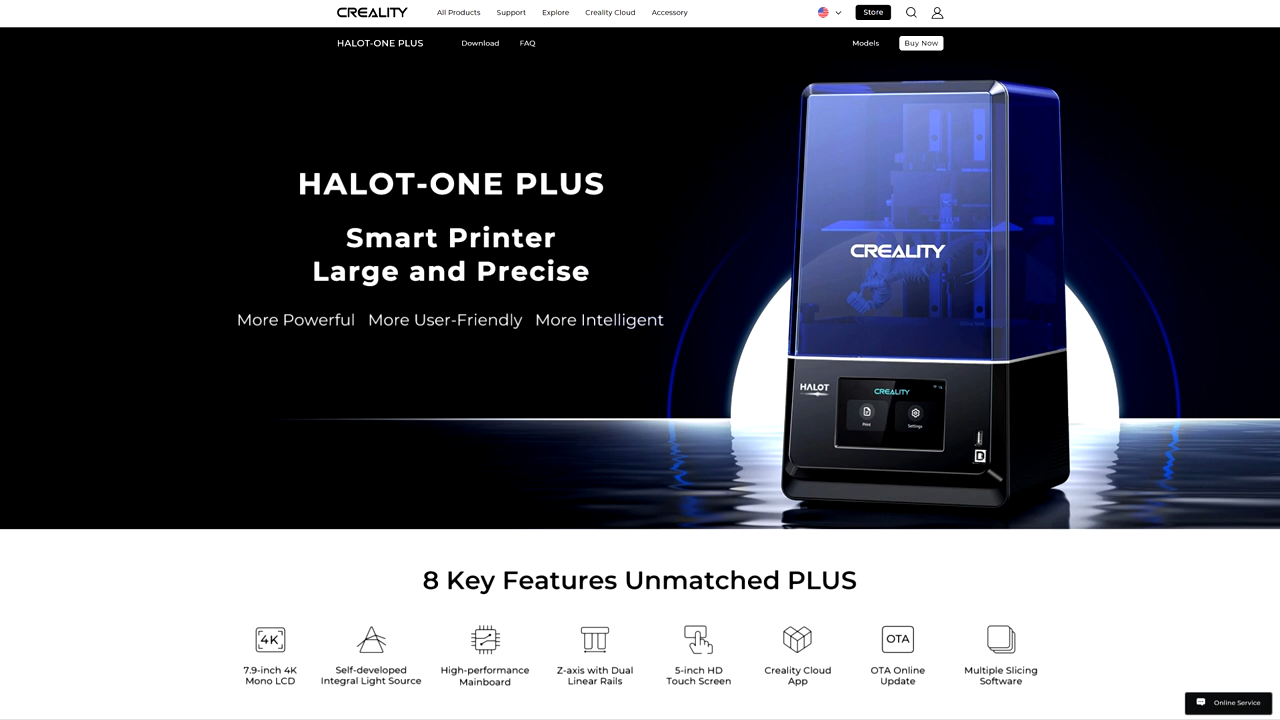 CREALITY
All Products
Support
Explore
Creality Cloud
Accessory
Store
HALOT-ONE PLUS
Download
FAQ
Models
Buy Now
HALOT-ONE PLUS
Smart Printer
Large and Precise
More Powerful More User-Friendly More Intelligent
CREALITY
HALOT
CREALITY
Print
Settings
8 Key Features Unmatched PLUS
4K
7.9-inch 4K
Mono LCD
Self-developed
Integral Light Source
High-performance
Mainboard
Z-axis with Dual
Linear Rails
5-inch HD
Touch Screen
Creality Cloud
App
OTA
OTA Online
Update
Multiple Slicing
Software
Online Service